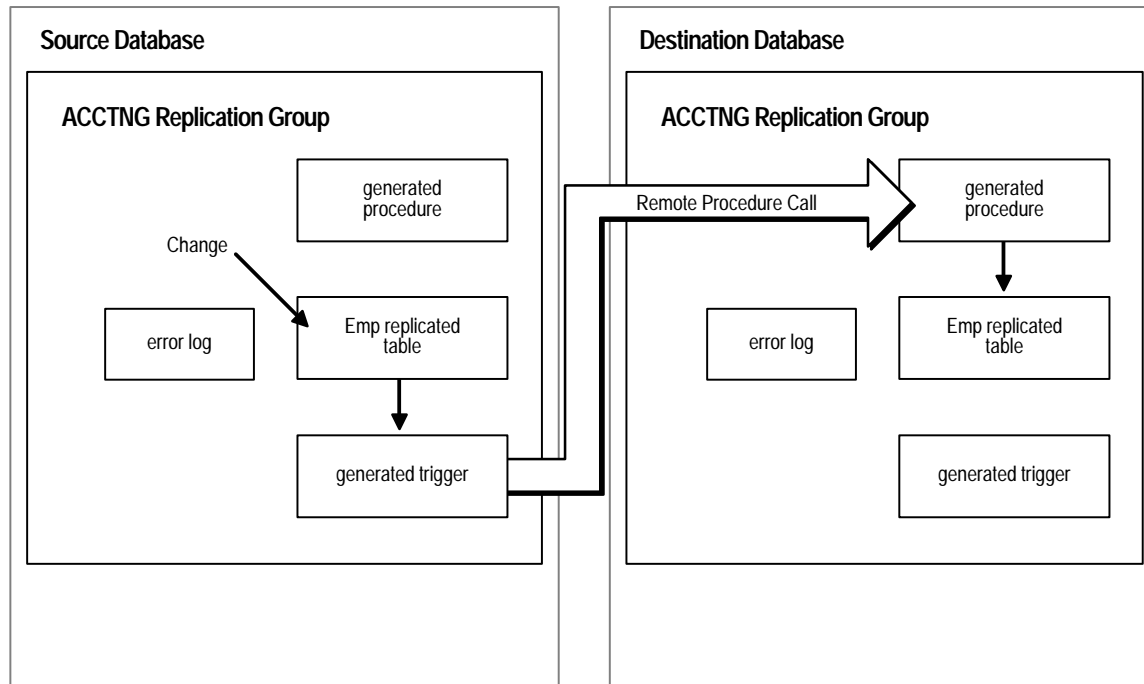 Source Database
ACCTNG Replication Group
generated
procedure
Change
error log
Emp replicated
table
generated trigger
Remote Procedure Call
Destination Database
ACCTNG Replication Group
generated
procedure
error log
Emp replicated
table
generated trigger